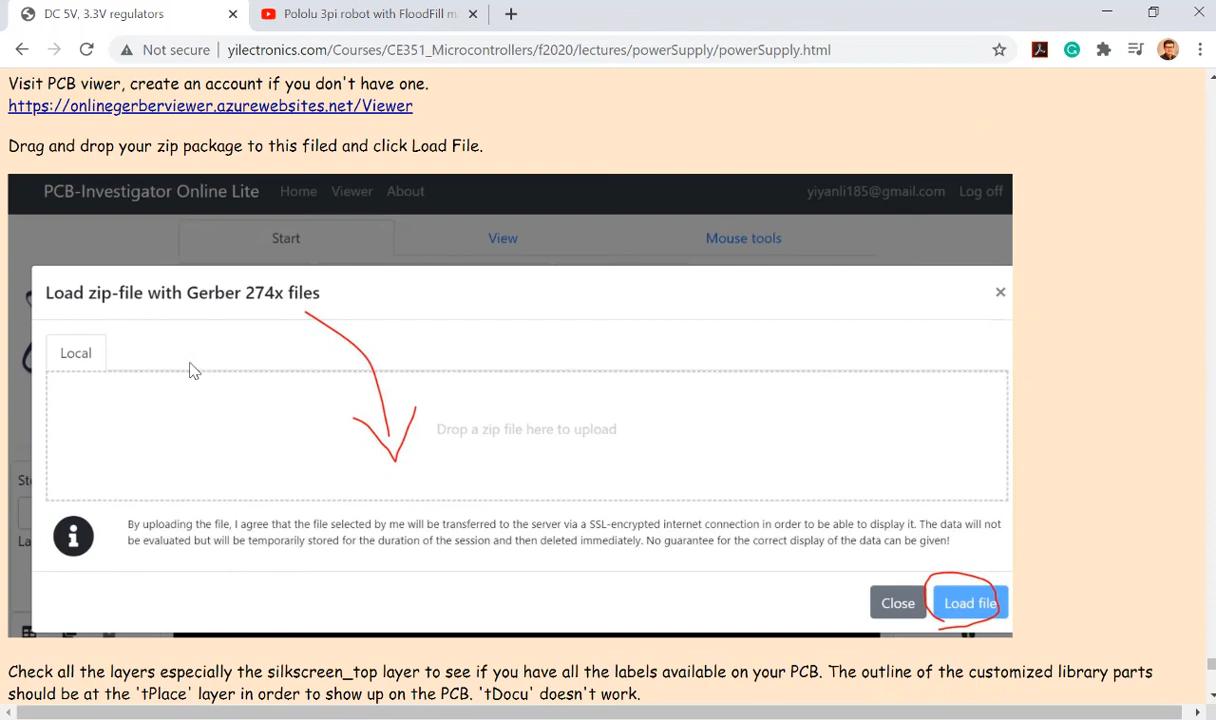 DC 5V, 3.3V regulators
Pololu 3pi robot with FloodFill m
Not secure
yilectronics.com/Courses/CE351_Microcontrollers/f2020/lectures/powerSupply/powerSupply.html
Visit PCB viwer, create an account if you don't have one.
https://onlinegerberviewer.azurewebsites.net/Viewer
Drag and drop your zip package to this filed and click Load File.
PCB-Investigator Online Lite Home Viewer About yiyanli185@gmail.com Log off
Start View Mouse tools
Load zip-file with Gerber 274x files
Local
Drop a zip file here to upload
By uploading the file, I agree that the file selected by me will be transferred to the server via a SSL-encrypted internet connection in order to be able to display it. The data will not
be evaluated but will be temporarily stored for the duration of the session and then deleted immediately. No guarantee for the correct display of the data can be given!
Close Load file
Check all the layers especially the silkscreen_top layer to see if you have all the labels available on your PCB. The outline of the customized library parts
should be at the 'tPlace' layer in order to show up on the PCB. 'tDocu' doesn't work.